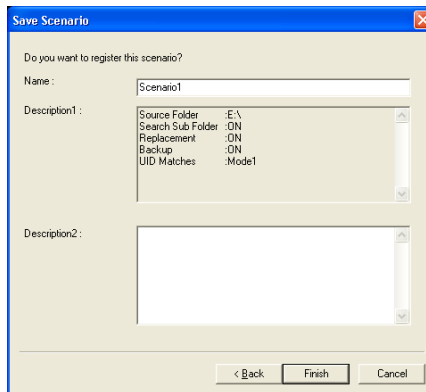 Save Scenario
Do you want to register this scenario?
Name :
Scenario1
Description1 :
Source Folder :E:\
Search Sub Folder :ON
Replacement :ON
Backup :ON
UID Matches :Mode1
Description2 :
< Back Finish Cancel